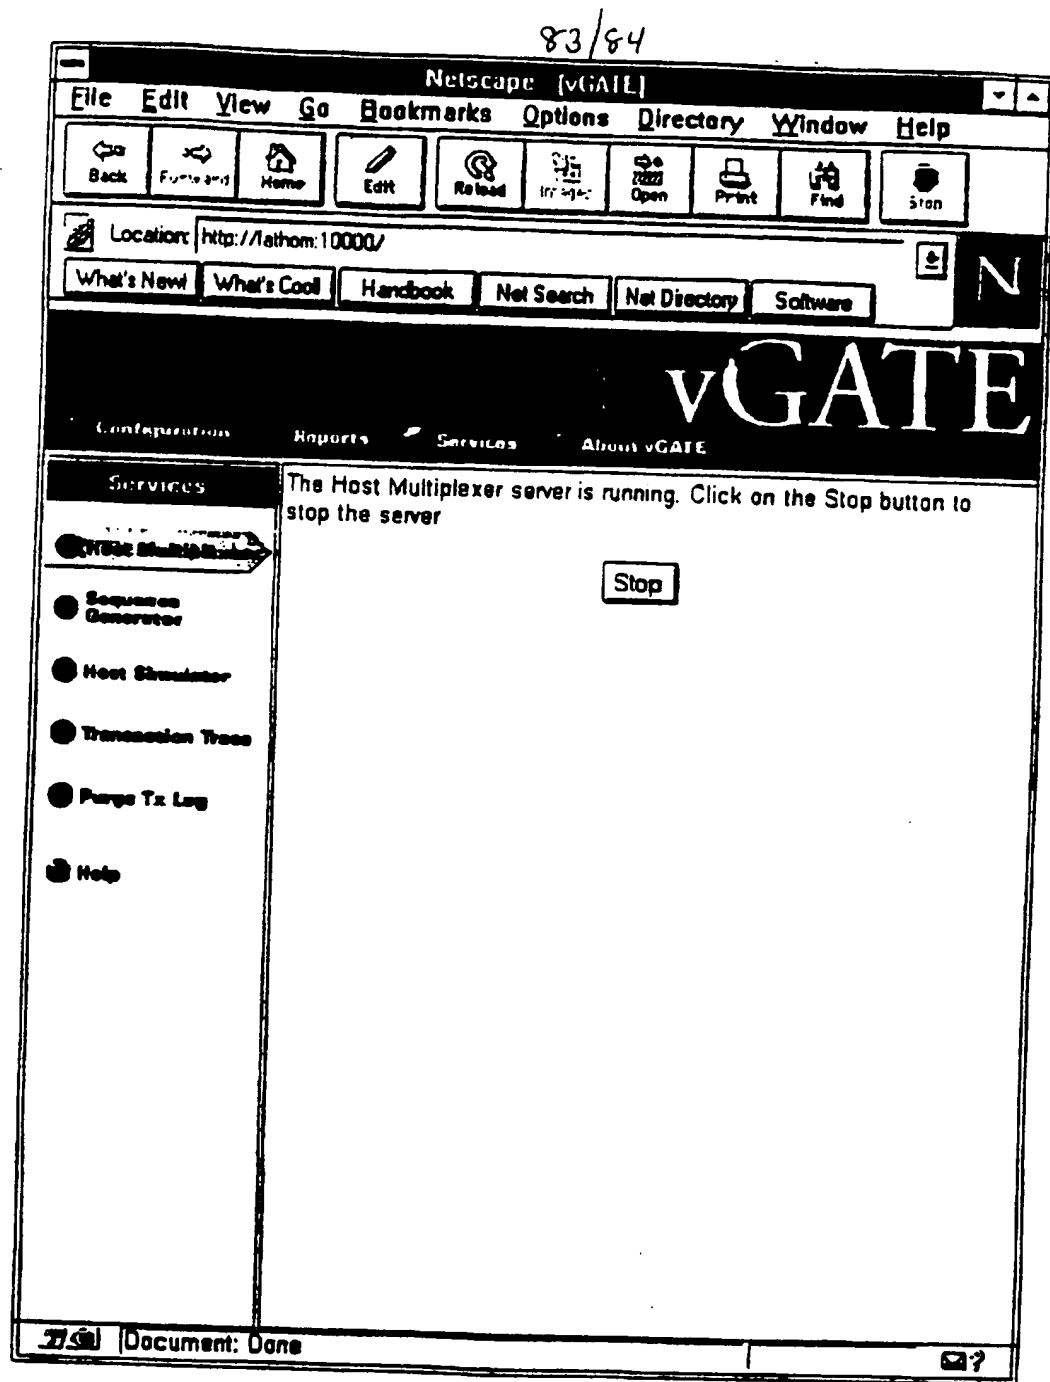 83/84
Netscape [vGATE]
File Edit View Go Bookmarks Options Directory Window Help
Back Forward Home Edit Reload Images Open Print Find Stop
Location: http://fathom:10000/
What's New! What's Cool! Handbook Net Search Net Directory Software
N
vGATE
Configuration Reports Services About vGATE
Services
The Host Multiplexer server is running. Click on the Stop button to
stop the server
Stop
Host Multiplexer
Sequence
Generator
Host Simulator
Transaction Trace
Purge Tx Log
Help
Document: Done
?